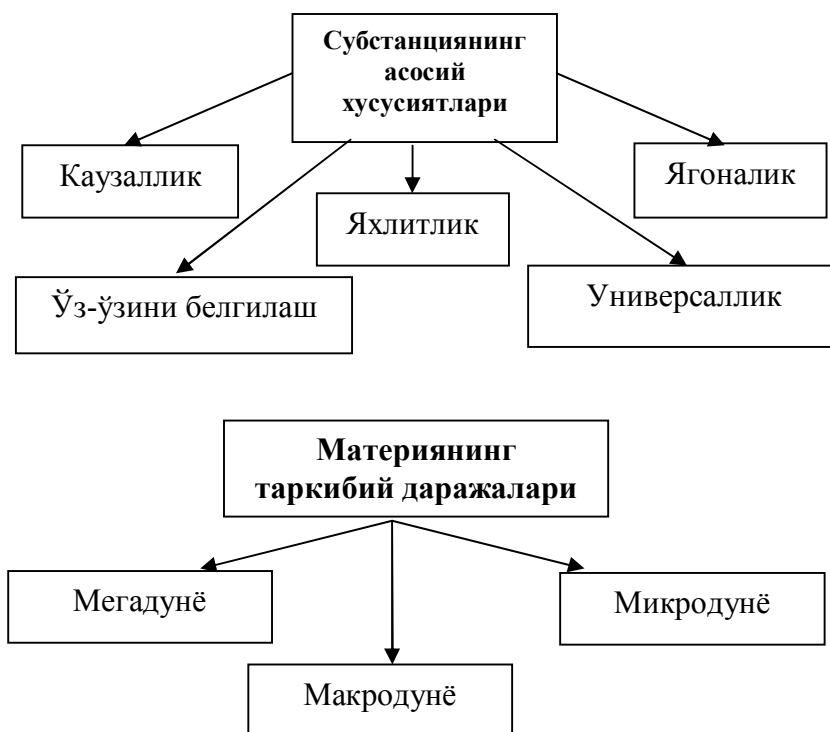 Субстанциянинг
асосий
хусусиятлари
Каузаллик
Ягоналик
Яхлитлик
Ўз-ўзини белгилаш
Универсаллик
Материянинг
таркибий даражалари
Мегадунё
Микродунё
Макродунё